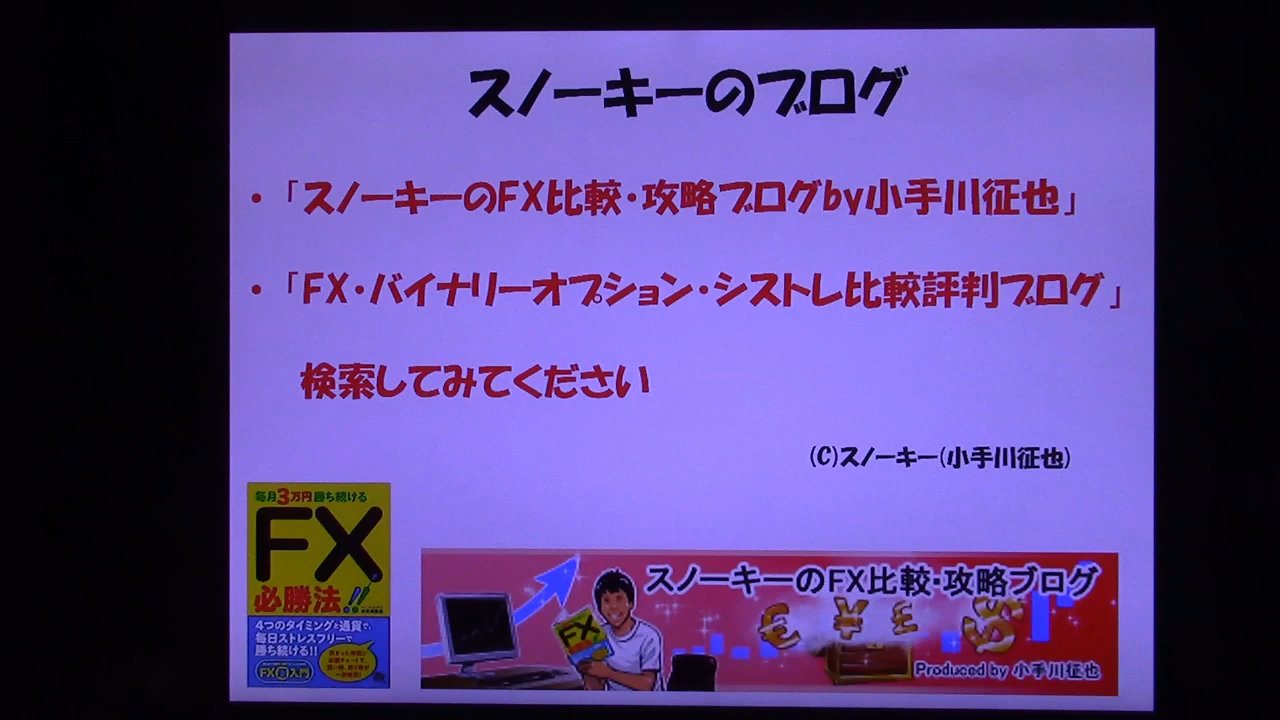 スノーキーのブログ
・「スノーキーのFX比較・攻略ブログby小手川征也」
・「FX・バイナリーオプション・シストレ比較評判ブログ」
検索してみてください
(C)スノーキー(小手川征也)
毎月3万円勝ち続ける
FX
必勝法!!
4つのタイミングと通貨で、
毎日ストレスフリーで
勝ち続ける!!
FX超入門
スノーキーのFX比較・攻略ブログ
FX
Produced by 小手川征也